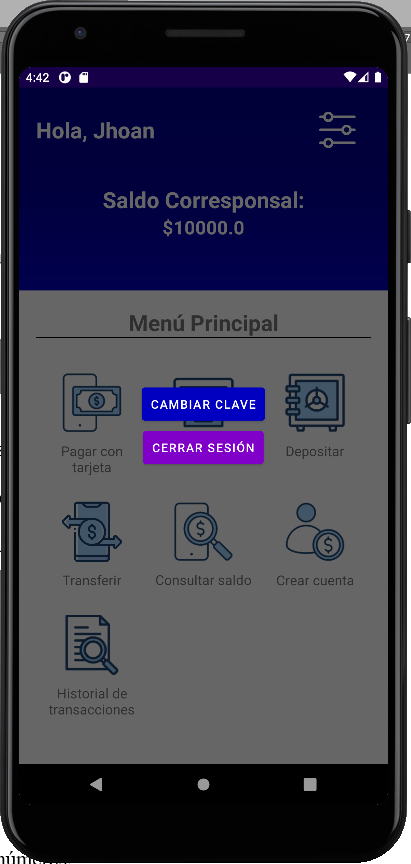 7
4:42
Hola, Jhoan
Saldo Corresponsal:
$10000.0
Menú Principal
CAMBIAR CLAVE
CERRAR SESIÓN
Pagar con
tarjeta
Depositar
Transferir
Consultar saldo
Crear cuenta
Historial de
transacciones